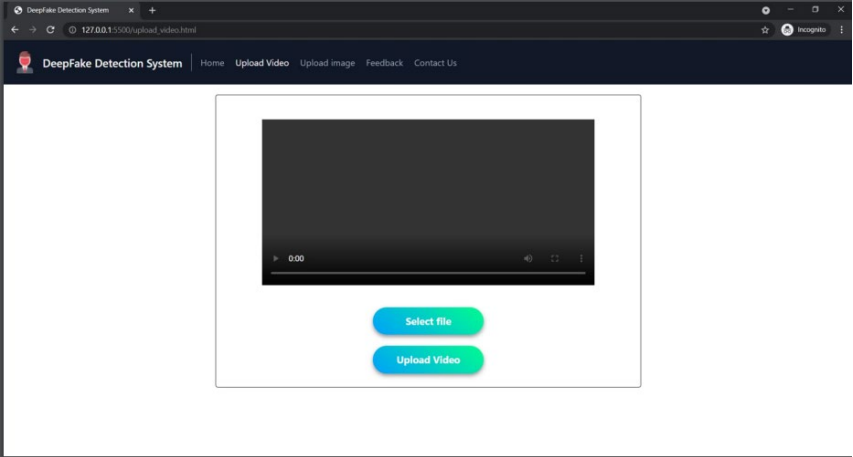 DeepFake Detection System
127.0.0.1:5500/upload_video.html
Incognito
DeepFake Detection System Home Upload Video Upload image Feedback Contact Us
0:00
Select file
Upload Video